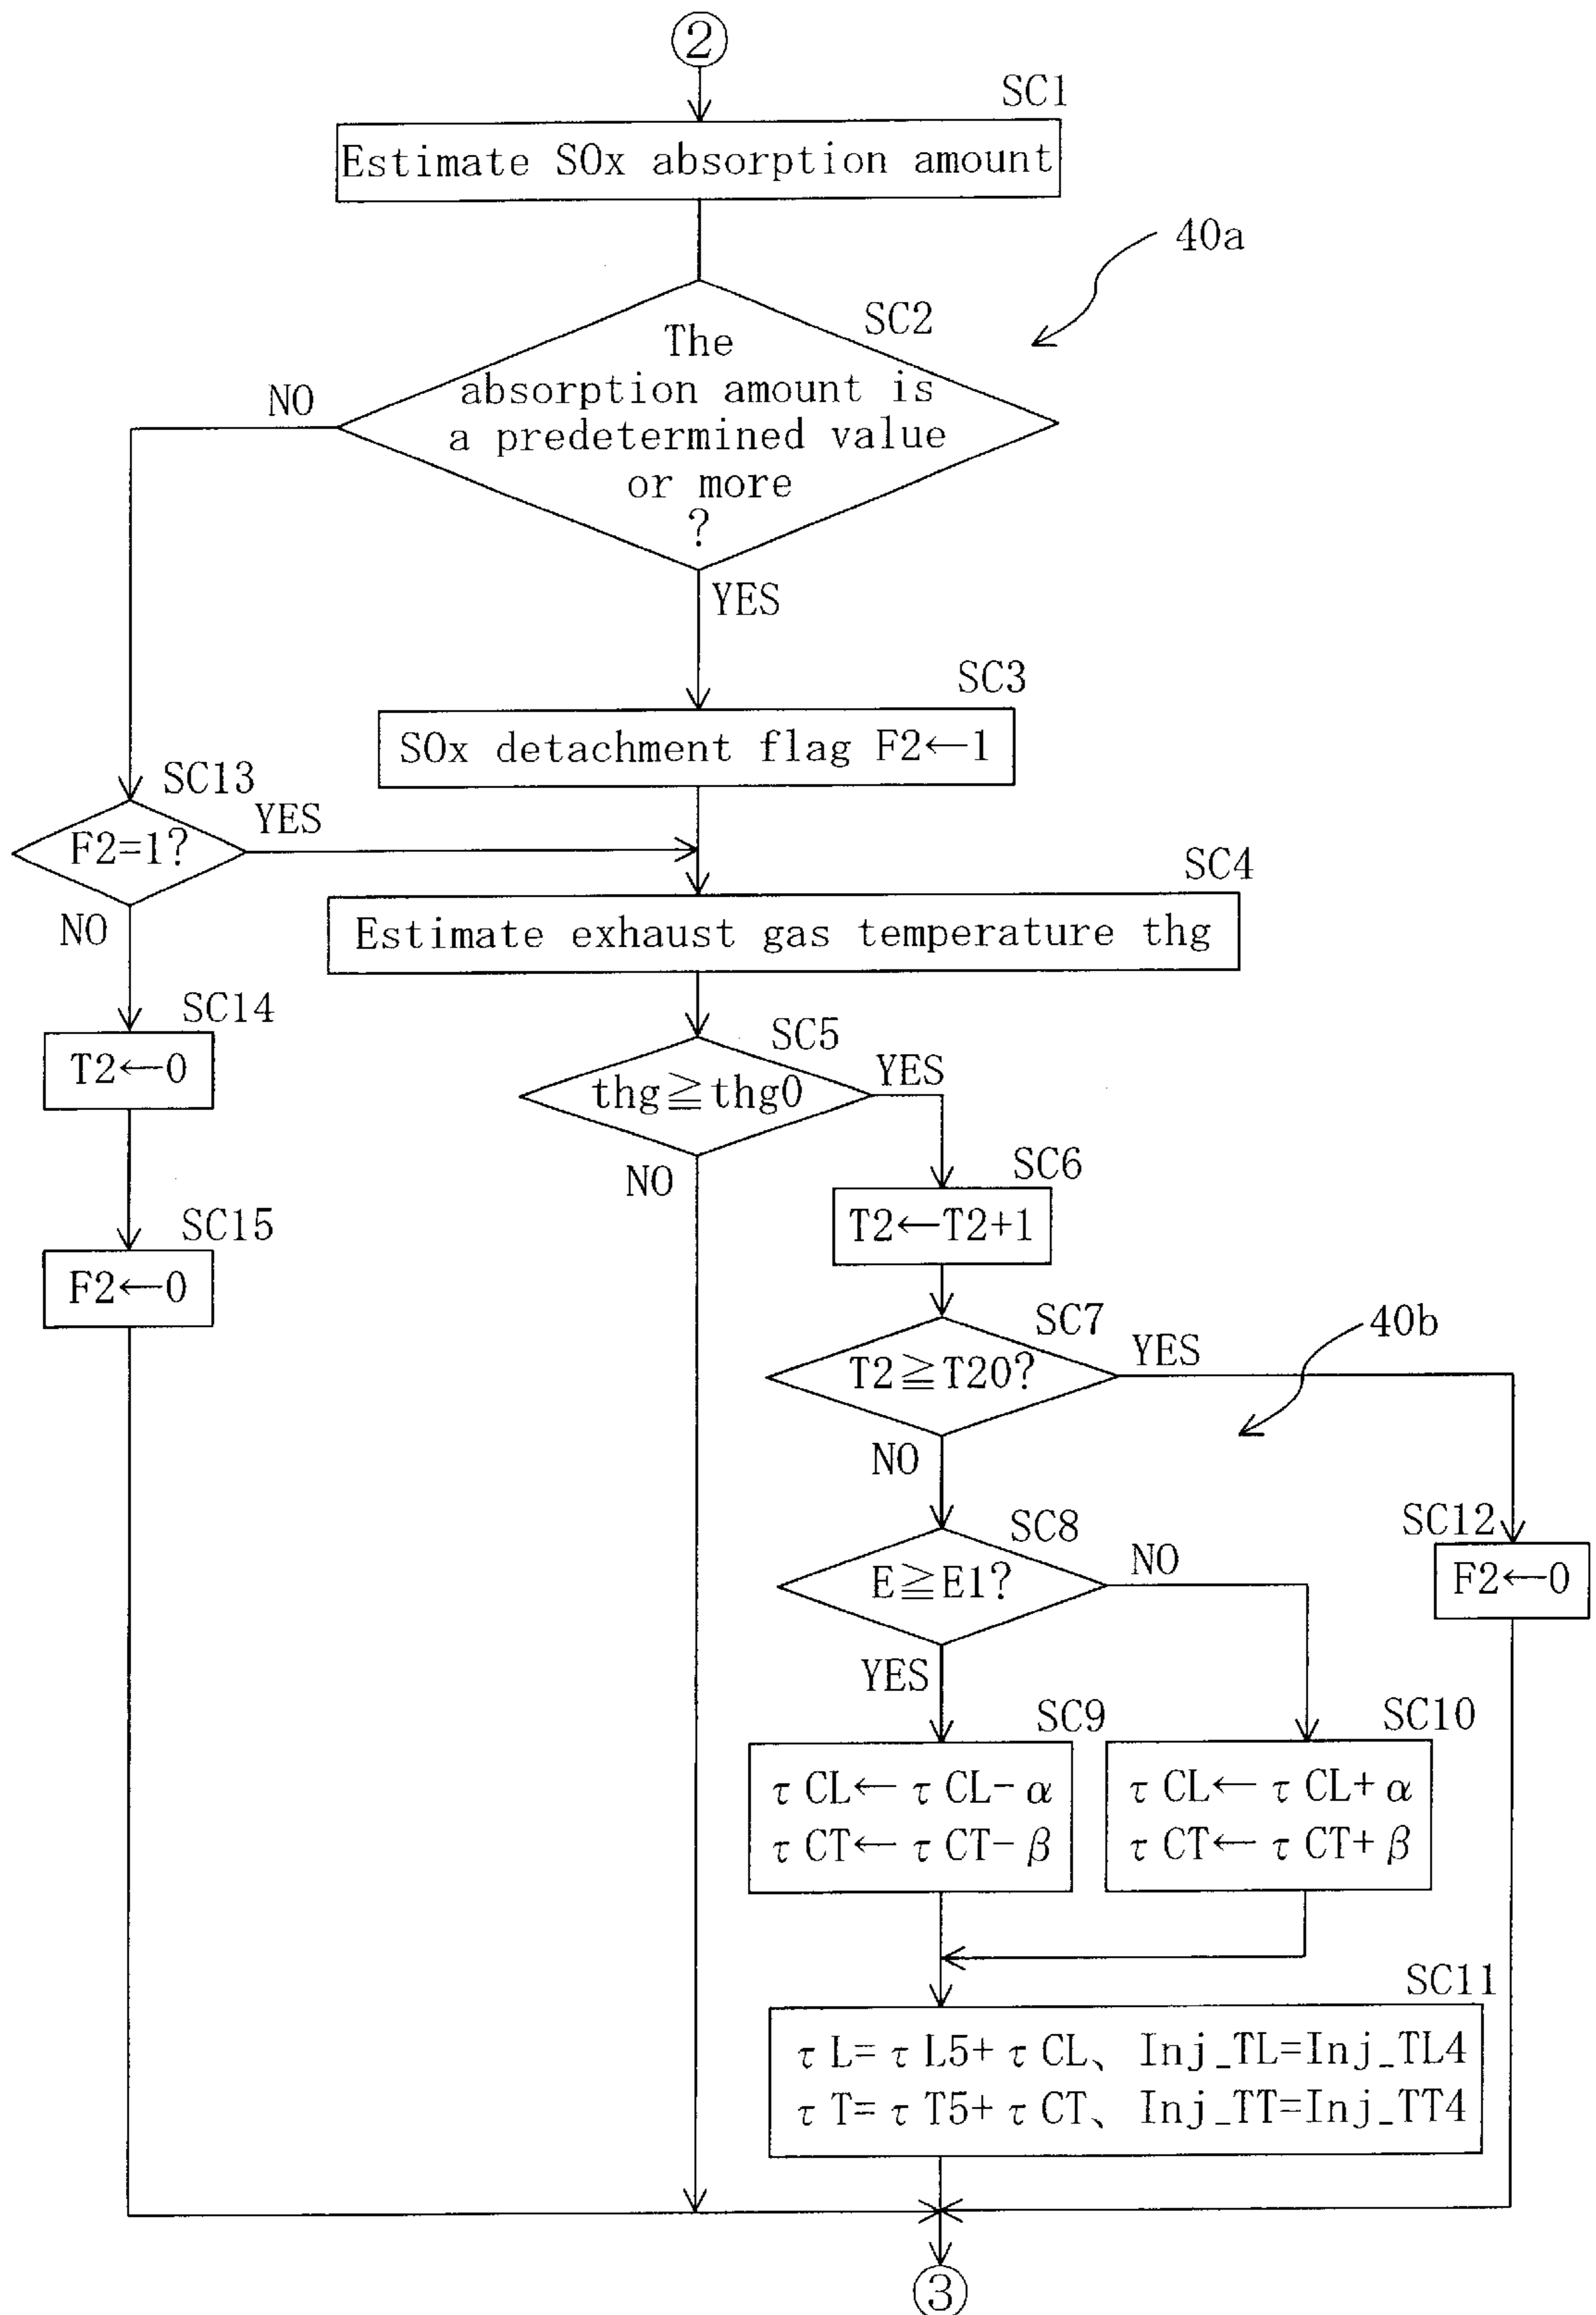 ②
SC1
Estimate SOx absorption amount
40a
SC2
The
absorption amount is
a predetermined value
or more
?
NO
YES
SC3
SOx detachment flag F2←1
SC13
F2=1?
YES
NO
SC4
Estimate exhaust gas temperature thg
SC14
T2←0
SC5
thg≧thg0
YES
NO
SC6
T2←T2+1
SC15
F2←0
SC7
T2≧T20?
YES
40b
NO
SC8
E≧E1?
NO
SC12
F2←0
YES
SC9
τCL←τCL-α
τCT←τCT-β
SC10
τCL←τCL+α
τCT←τCT+β
SC11
τL=τL5+τCL、 Inj_TL=Inj_TL4
τT=τT5+τCT、 Inj_TT=Inj_TT4
③